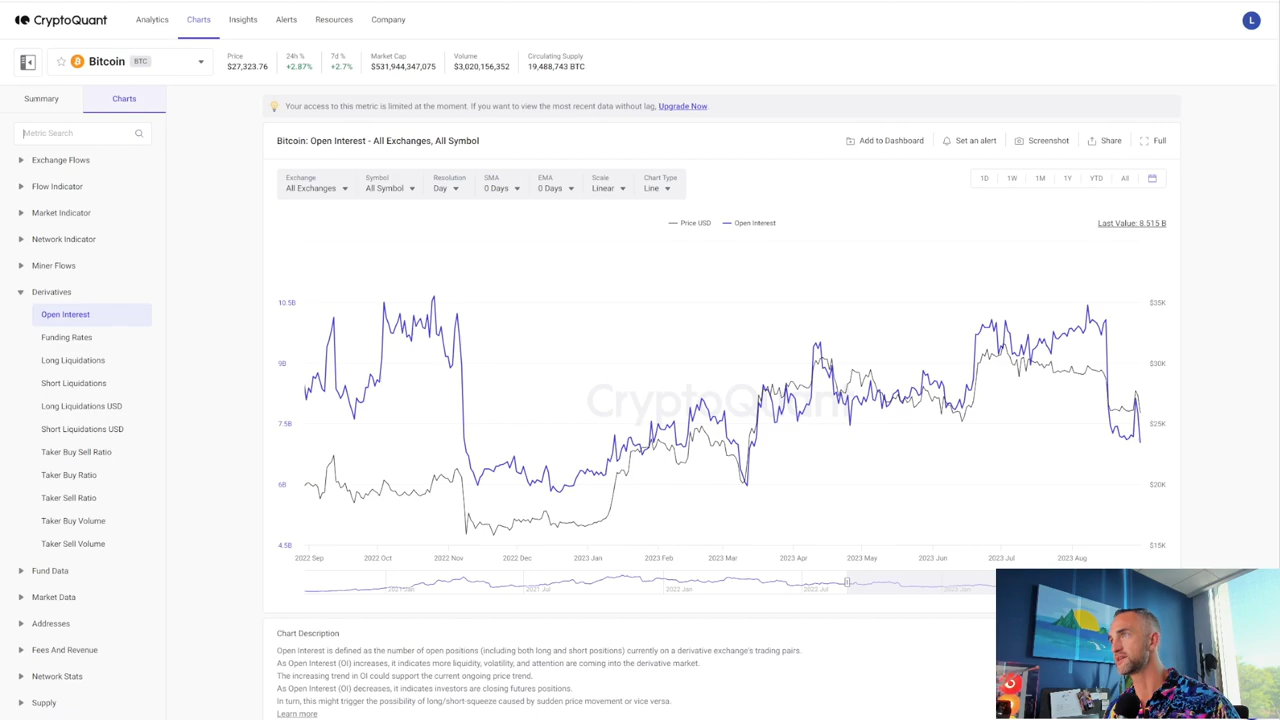 CryptoQuant
Analytics
Charts
Insights
Alerts
Resources
Company
L
Bitcoin BTC
Price
$27,323.76
24h %
+2.87%
7d %
+2.7%
Market Cap
$531,944,347,075
Volume
$3,020,156,352
Circulating Supply
19,488,743 BTC
Summary
Charts
Metric Search
Exchange Flows
Flow Indicator
Market Indicator
Network Indicator
Miner Flows
Derivatives
Open Interest
Funding Rates
Long Liquidations
Short Liquidations
Long Liquidations USD
Short Liquidations USD
Taker Buy Sell Ratio
Taker Buy Ratio
Taker Sell Ratio
Taker Buy Volume
Taker Sell Volume
Fund Data
Market Data
Addresses
Fees And Revenue
Network Stats
Supply
Your access to this metric is limited at the moment. If you want to view the most recent data without lag, Upgrade Now
Bitcoin: Open Interest - All Exchanges, All Symbol
Add to Dashboard
Set an alert
Screenshot
Share
Full
Exchange
All Exchanges
Symbol
All Symbol
Resolution
Day
SMA
0 Days
EMA
0 Days
Scale
Linear
Chart Type
Line
1D
1W
1M
1Y
YTD
All
Price USD
Open Interest
Last Value: 8.515 B
10.5B
9B
7.5B
6B
4.5B
$35K
$30K
$25K
$20K
$15K
CryptoQuant
2022 Sep
2022 Oct
2022 Nov
2022 Dec
2023 Jan
2023 Feb
2023 Mar
2023 Apr
2023 May
2023 Jun
2023 Jul
2023 Aug
2021 Jan
2021 Jul
2022 Jan
2022 Jul
2023 Jan
Chart Description
Open Interest is defined as the number of open positions (including both long and short positions) currently on a derivative exchange's trading pairs.
As Open Interest (OI) increases, it indicates more liquidity, volatility, and attention are coming into the derivative market.
The increasing trend in OI could support the current ongoing price trend.
As Open Interest (OI) decreases, it indicates investors are closing futures positions.
In turn, this might trigger the possibility of long/short-squeeze caused by sudden price movement or vice versa.
Learn more